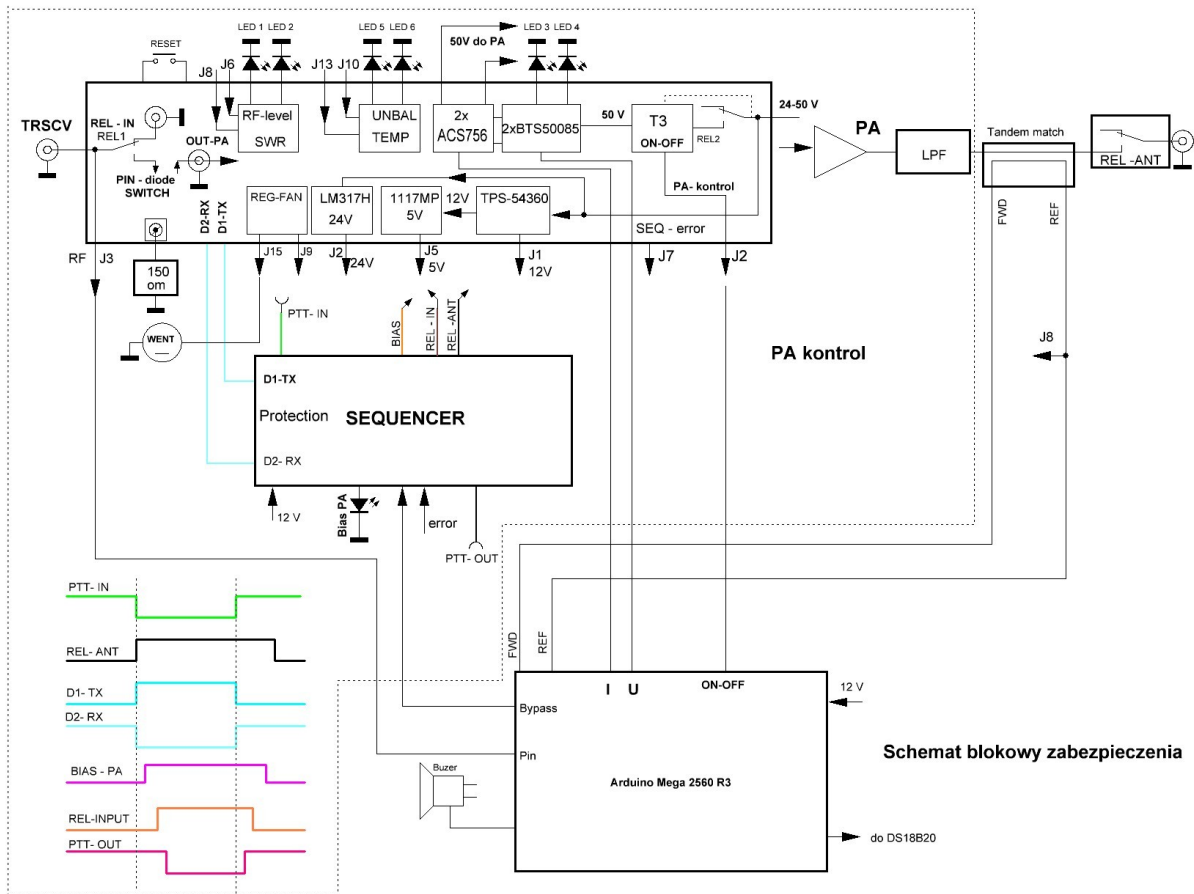 LED 1 LED 2
LED 5 LED 6
LED 3 LED 4
50V do PA
RESET
J8
J6
J13
J10
TRSCV
REL - IN
REL1
OUT-PA
PIN - diode
SWITCH
RF-level
SWR
UNBAL
TEMP
2x
ACS756
2xBTS50085
50 V
T3
ON-OFF
REL2
24-50 V
PA
LPF
Tandem match
REL -ANT
FWD
REF
D2-RX
D1-TX
REG-FAN
LM317H
24V
1117MP
5V
12V
TPS-54360
PA- kontrol
SEQ - error
RF
J3
J15
J9
J2
24V
J5
5V
J1
12V
J7
J2
150
om
WENT
PTT- IN
BIAS
REL - IN
REL -ANT
PA kontrol
J8
D1-TX
Protection
SEQUENCER
D2- RX
12 V
Bias PA
error
PTT- OUT
PTT- IN
REL- ANT
D1- TX
D2- RX
BIAS - PA
REL-INPUT
PTT- OUT
FWD
REF
I U
ON-OFF
12 V
Bypass
Pin
Buzer
Arduino Mega 2560 R3
Schemat blokowy zabezpieczenia
do DS18B20